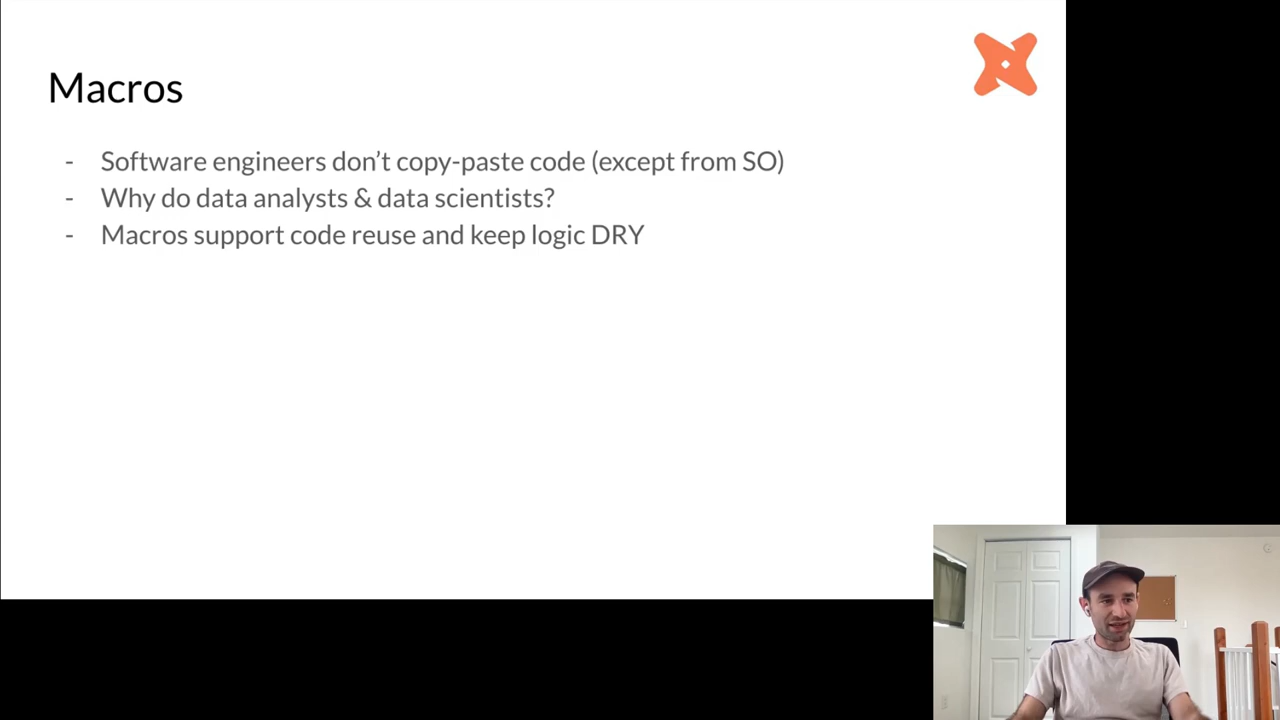 Macros
- Software engineers don’t copy-paste code (except from SO)
- Why do data analysts & data scientists?
- Macros support code reuse and keep logic DRY